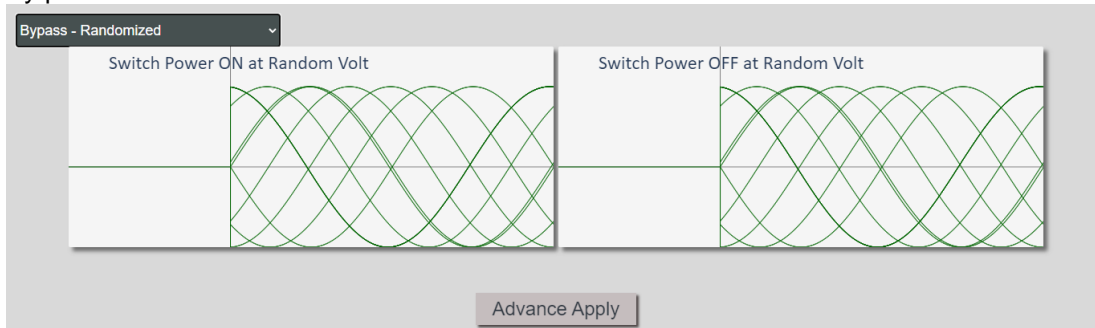 Bypass - Randomized
Switch Power ON at Random Volt
Switch Power OFF at Random Volt
Advance Apply